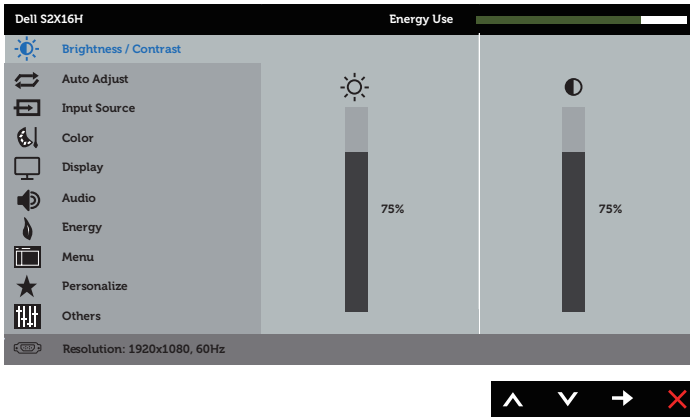 Dell S2X16H Energy Use
Brightness / Contrast
Auto Adjust
Input Source
Color
Display
Audio
Energy
Menu
Personalize
Others
75%
75%
Resolution: 1920x1080, 60Hz